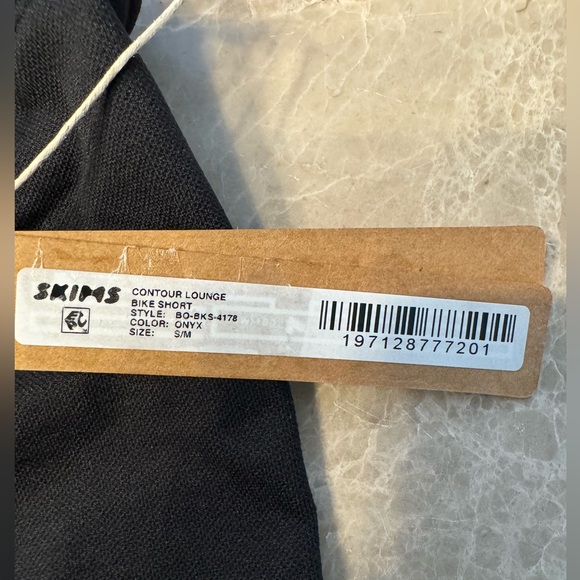 SKIMS
CONTOUR LOUNGE
BIKE SHORT
STYLE: BO-BKS-4178
COLOR: ONYX
SIZE: S/M
197128777201